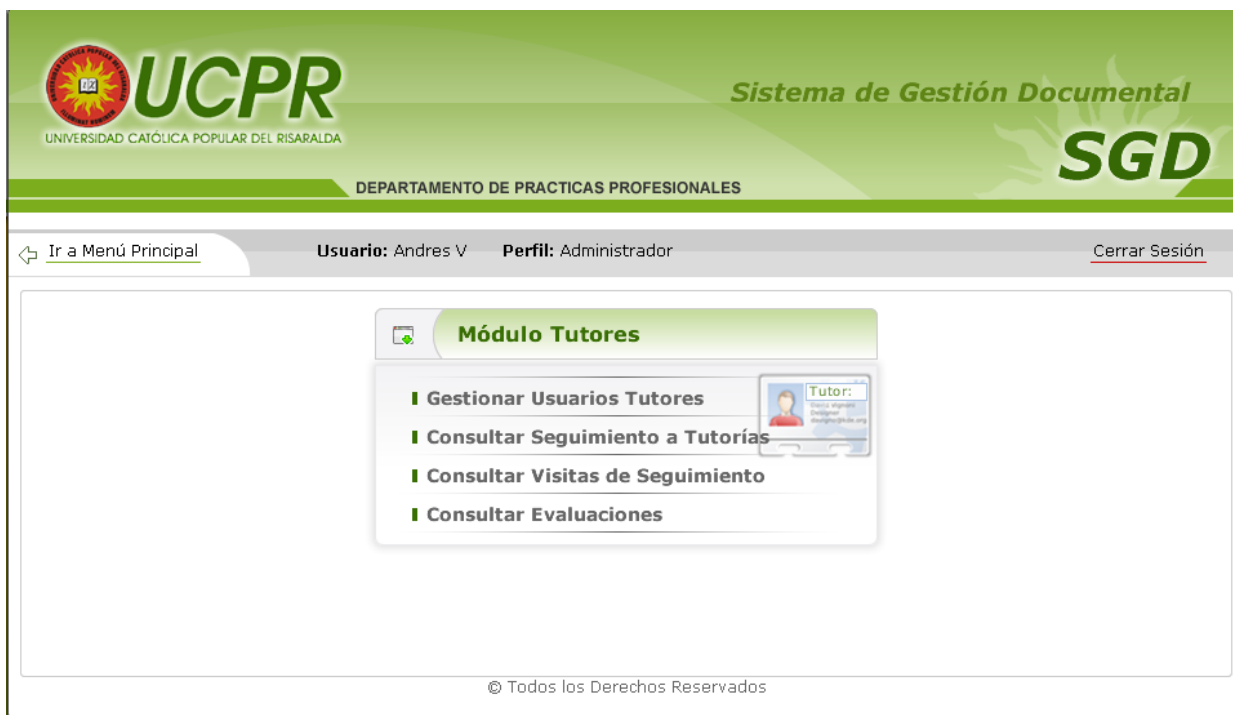 UCPR
UNIVERSIDAD CATÓLICA POPULAR DEL RISARALDA
Sistema de Gestión Documental
SGD
DEPARTAMENTO DE PRACTICAS PROFESIONALES
Ir a Menú Principal Usuario: Andres V Perfil: Administrador Cerrar Sesión
Módulo Tutores
Gestionar Usuarios Tutores
Tutor:
Consultar Seguimiento a Tutorías
Consultar Visitas de Seguimiento
Consultar Evaluaciones
© Todos los Derechos Reservados